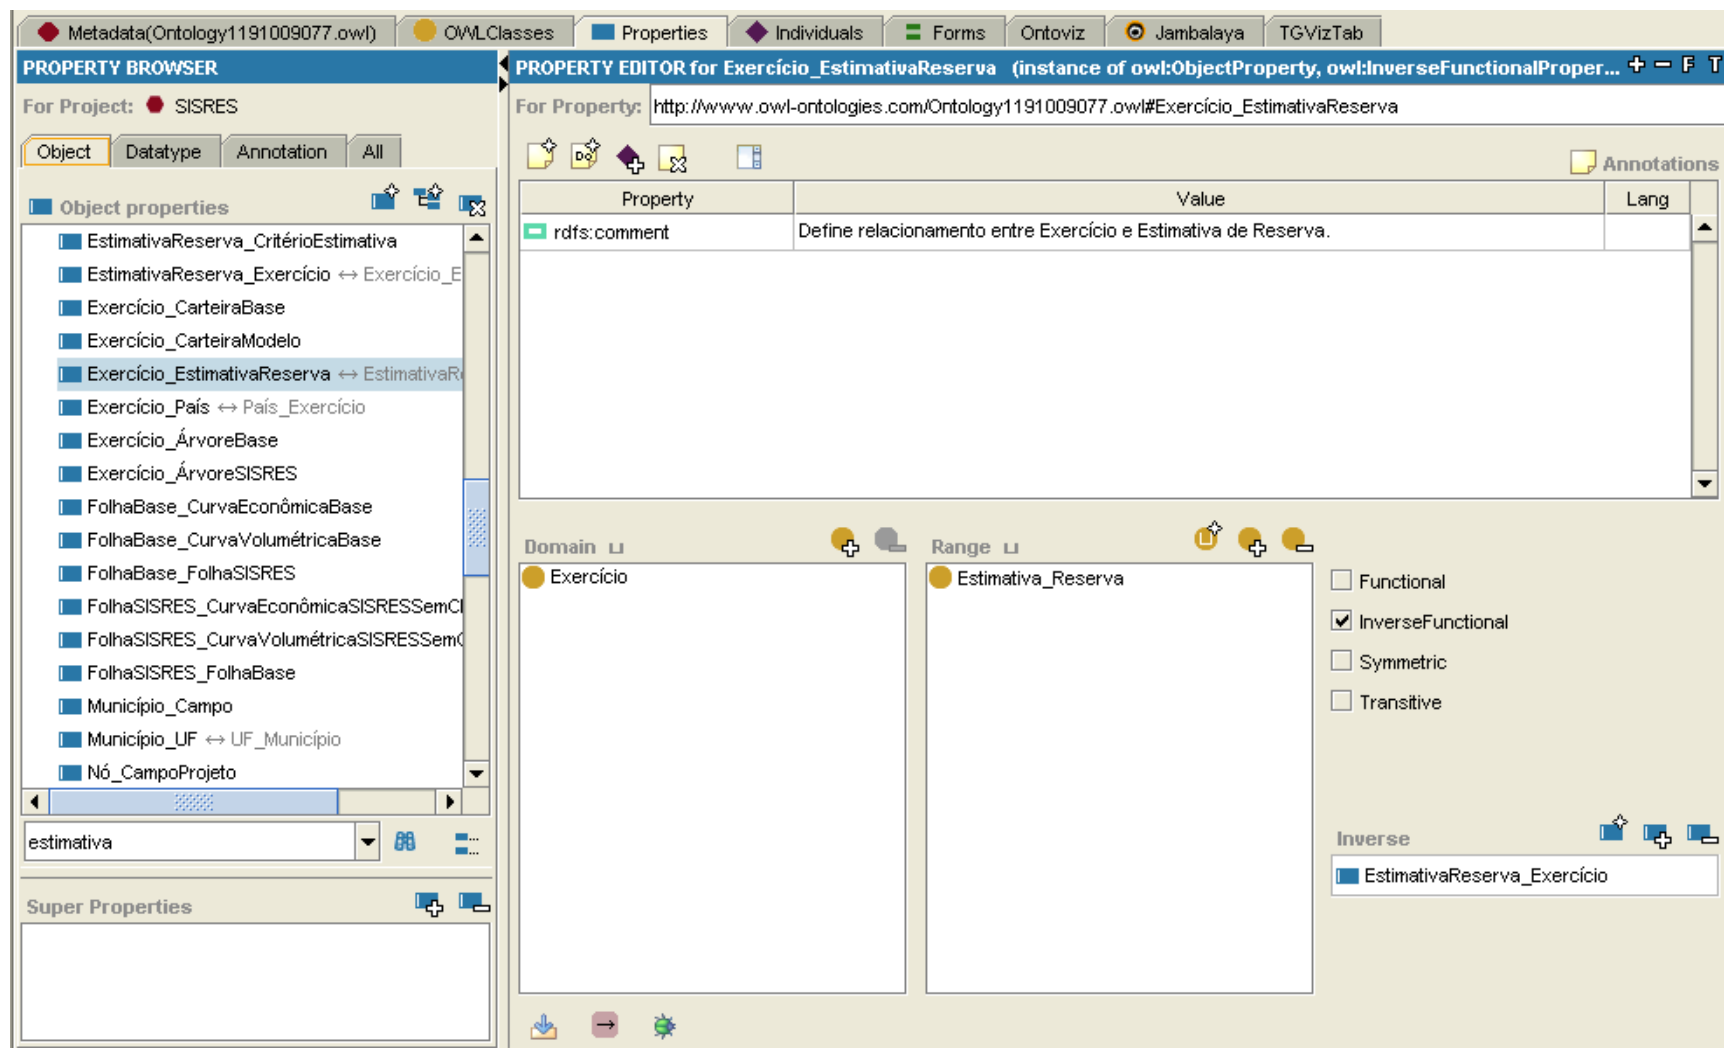 Metadata(Ontology1191009077.owl) OWLClasses Properties Individuals Forms Ontoviz Jambalaya TGVizTab
PROPERTY BROWSER
For Project: SISRES
Object Datatype Annotation All
Object properties
EstimativaReserva_CritérioEstimativa
EstimativaReserva_Exercício ↔ Exercício_E
Exercício_CarteiraBase
Exercício_CarteiraModelo
Exercício_EstimativaReserva ↔ EstimativaRe
Exercício_País ↔ País_Exercício
Exercício_ÁrvoreBase
Exercício_ÁrvoreSISRES
FolhaBase_CurvaEconômicaBase
FolhaBase_CurvaVolumétricaBase
FolhaBase_FolhaSISRES
FolhaSISRES_CurvaEconômicaSISRESSemCl
FolhaSISRES_CurvaVolumétricaSISRESSemC
FolhaSISRES_FolhaBase
Município_Campo
Município_UF ↔ UF_Município
Nó_CampoProjeto
estimativa
Super Properties
PROPERTY EDITOR for Exercício_EstimativaReserva (instance of owl:ObjectProperty, owl:InverseFunctionalProper... + − F T
For Property: http://www.owl-ontologies.com/Ontology1191009077.owl#Exercício_EstimativaReserva
Annotations
Property Value Lang
rdfs:comment Define relacionamento entre Exercício e Estimativa de Reserva.
Domain ⊔
Exercício
Range ⊔
Estimativa_Reserva
Functional
InverseFunctional
Symmetric
Transitive
Inverse
EstimativaReserva_Exercício